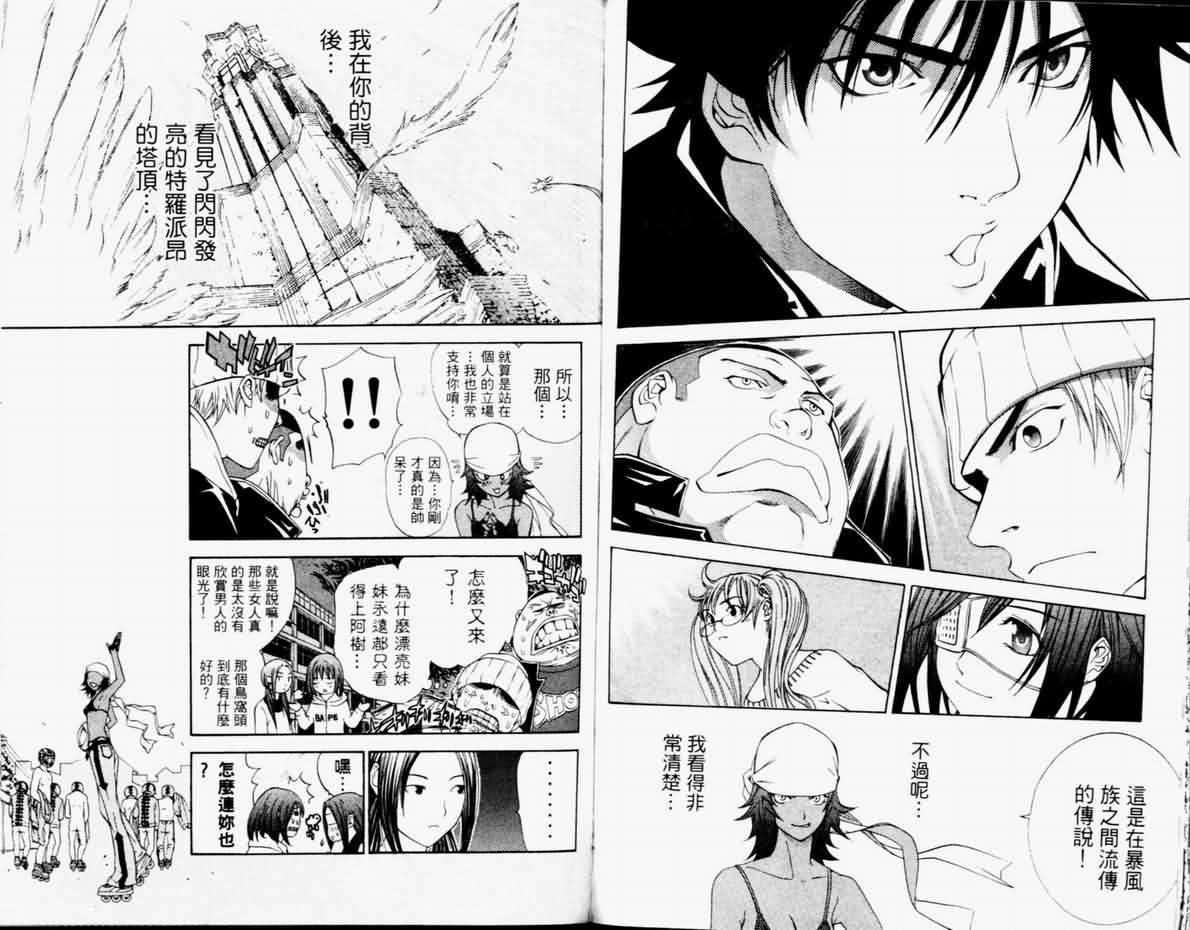 這是在暴風
族之間流傳
的傳說！
不過呢…
我看得非
常清楚…
我在你的背
後…
看見了閃閃發
亮的特羅派昂
的塔頂…
所以…
那個…
就算是站在
個人的立場
…我也非常
支持你唷…
因為…你剛
才真的是帥
呆了…
!!
怎麼又來
了！
為什麼漂亮妹
妹永遠都只看
得上阿樹…
就是說嘛！
那些女人真
的是太沒有
欣賞男人的
眼光了！
那個鳥窩頭
到底有什麼
好的？
BAPE
SHO
………
嘿…
怎麼連妳也
？